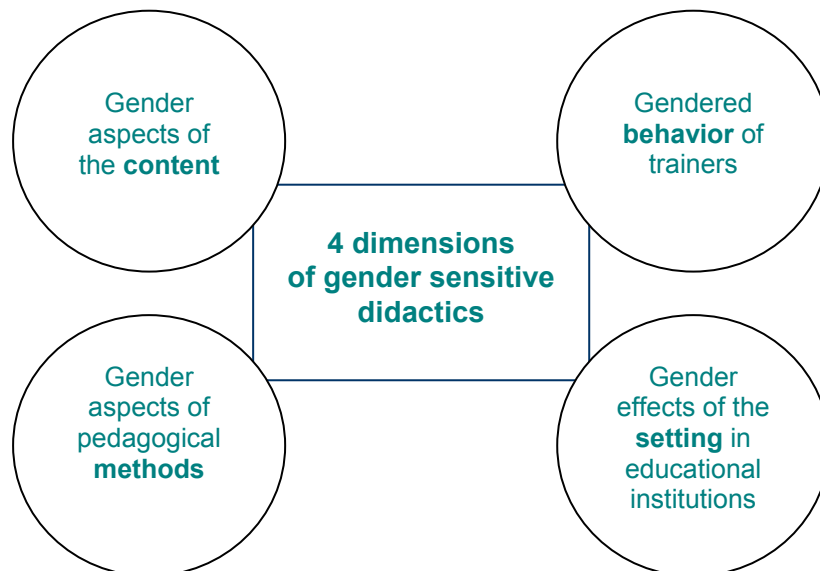 Gender
aspects of
the content
Gendered
behavior of
trainers
4 dimensions
of gender sensitive
didactics
Gender
aspects of
pedagogical
methods
Gender
effects of the
setting in
educational
institutions